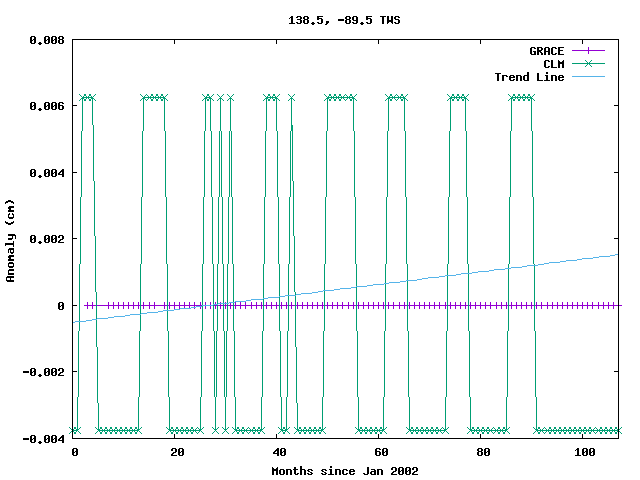 138.5, -89.5 TWS
GRACE
CLM
Trend Line
0.008
0.006
0.004
0.002
0
-0.002
-0.004
Anomaly (cm)
0 20 40 60 80 100
Months since Jan 2002